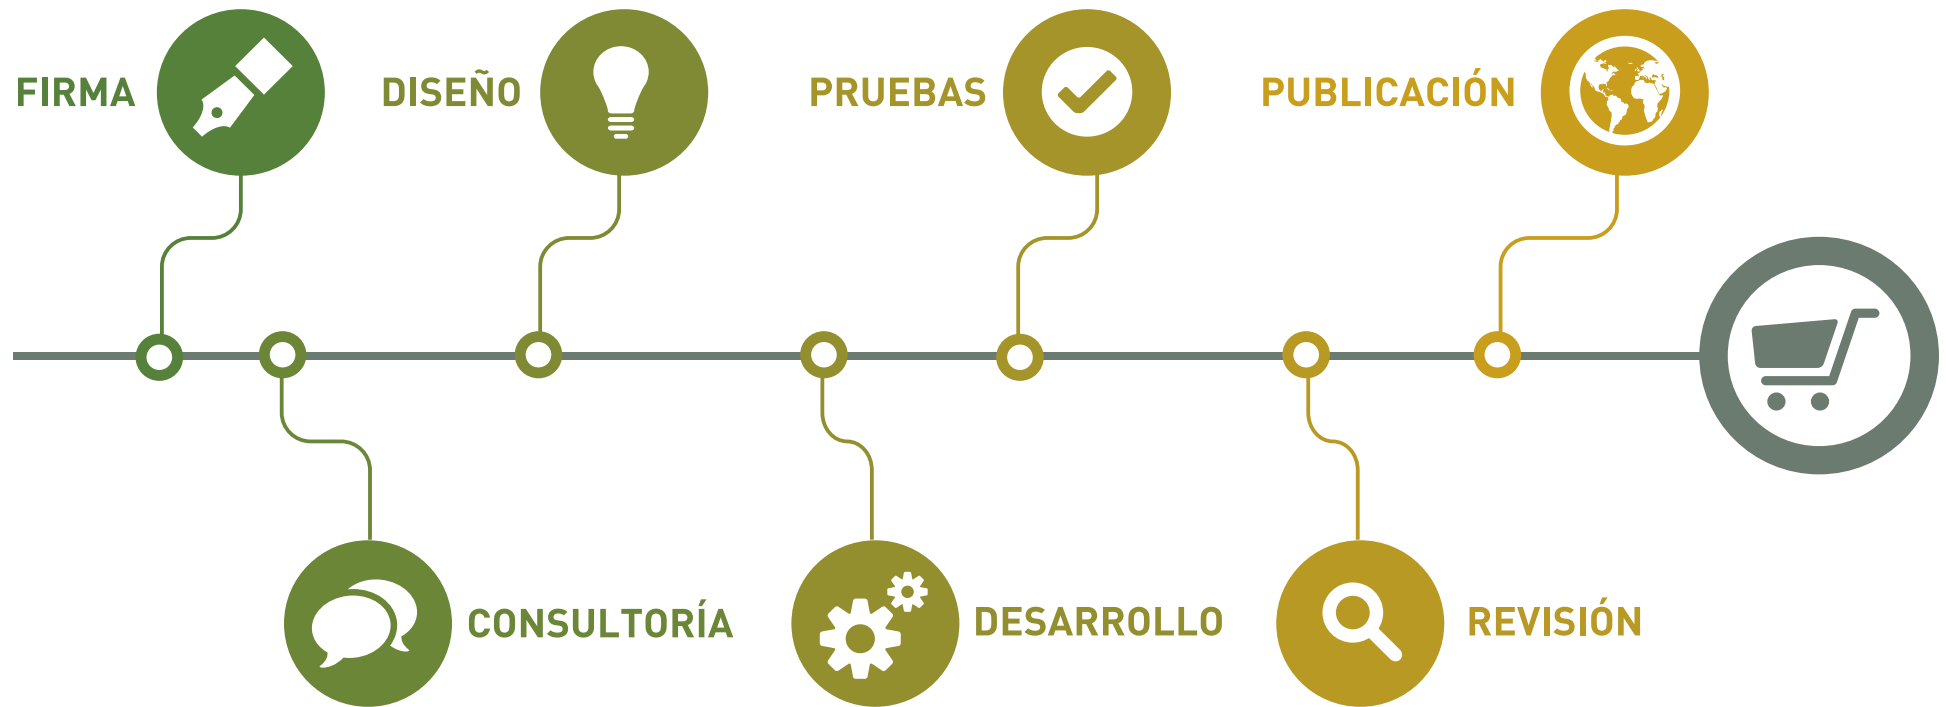 FIRMA
DISEÑO
PRUEBAS
PUBLICACIÓN
CONSULTORÍA
DESARROLLO
REVISIÓN